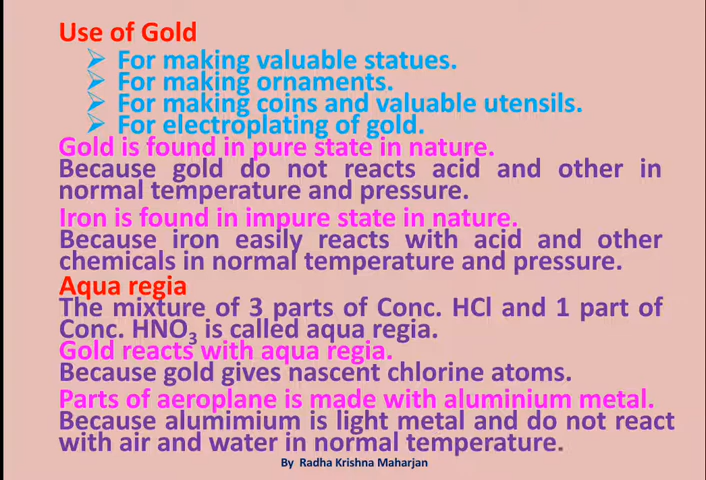 Use of Gold
➢ For making valuable statues.
➢ For making ornaments.
➢ For making coins and valuable utensils.
➢ For electroplating of gold.
Gold is found in pure state in nature.
Because gold do not reacts acid and other in
normal temperature and pressure.
Iron is found in impure state in nature.
Because iron easily reacts with acid and other
chemicals in normal temperature and pressure.
Aqua regia
The mixture of 3 parts of Conc. HCl and 1 part of
Conc. HNO₃ is called aqua regia.
Gold reacts with aqua regia.
Because gold gives nascent chlorine atoms.
Parts of aeroplane is made with aluminium metal.
Because alumimium is light metal and do not react
with air and water in normal temperature.
By Radha Krishna Maharjan